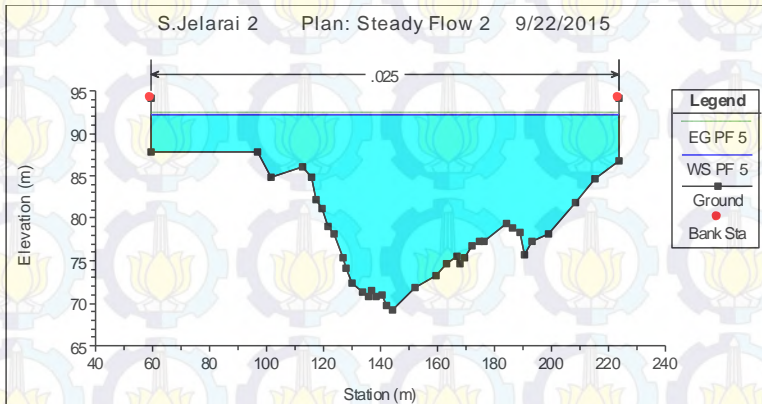 S.Jelarai 2 Plan: Steady Flow 2 9/22/2015
.025
95
90
85
80
75
70
65
40 60 80 100 120 140 160 180 200 220 240
Station (m)
Elevation (m)
Legend
EG PF 5
WS PF 5
Ground
Bank Sta